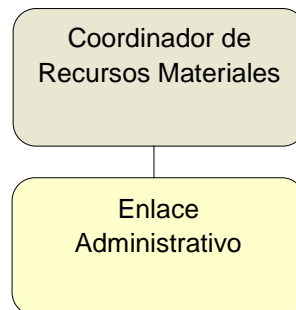 Coordinador de
Recursos Materiales
Enlace
Administrativo